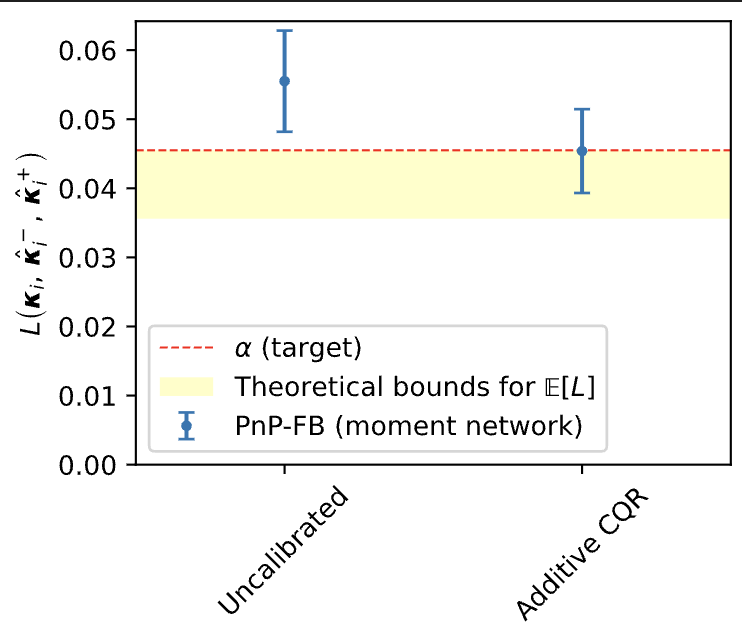 0.06
0.05
0.04
0.03
0.02
0.01
0.00
L(κᵢ, κ̂ᵢ⁻, κ̂ᵢ⁺)
α (target)
Theoretical bounds for 𝔼[L]
PnP-FB (moment network)
Uncalibrated
Additive CQR